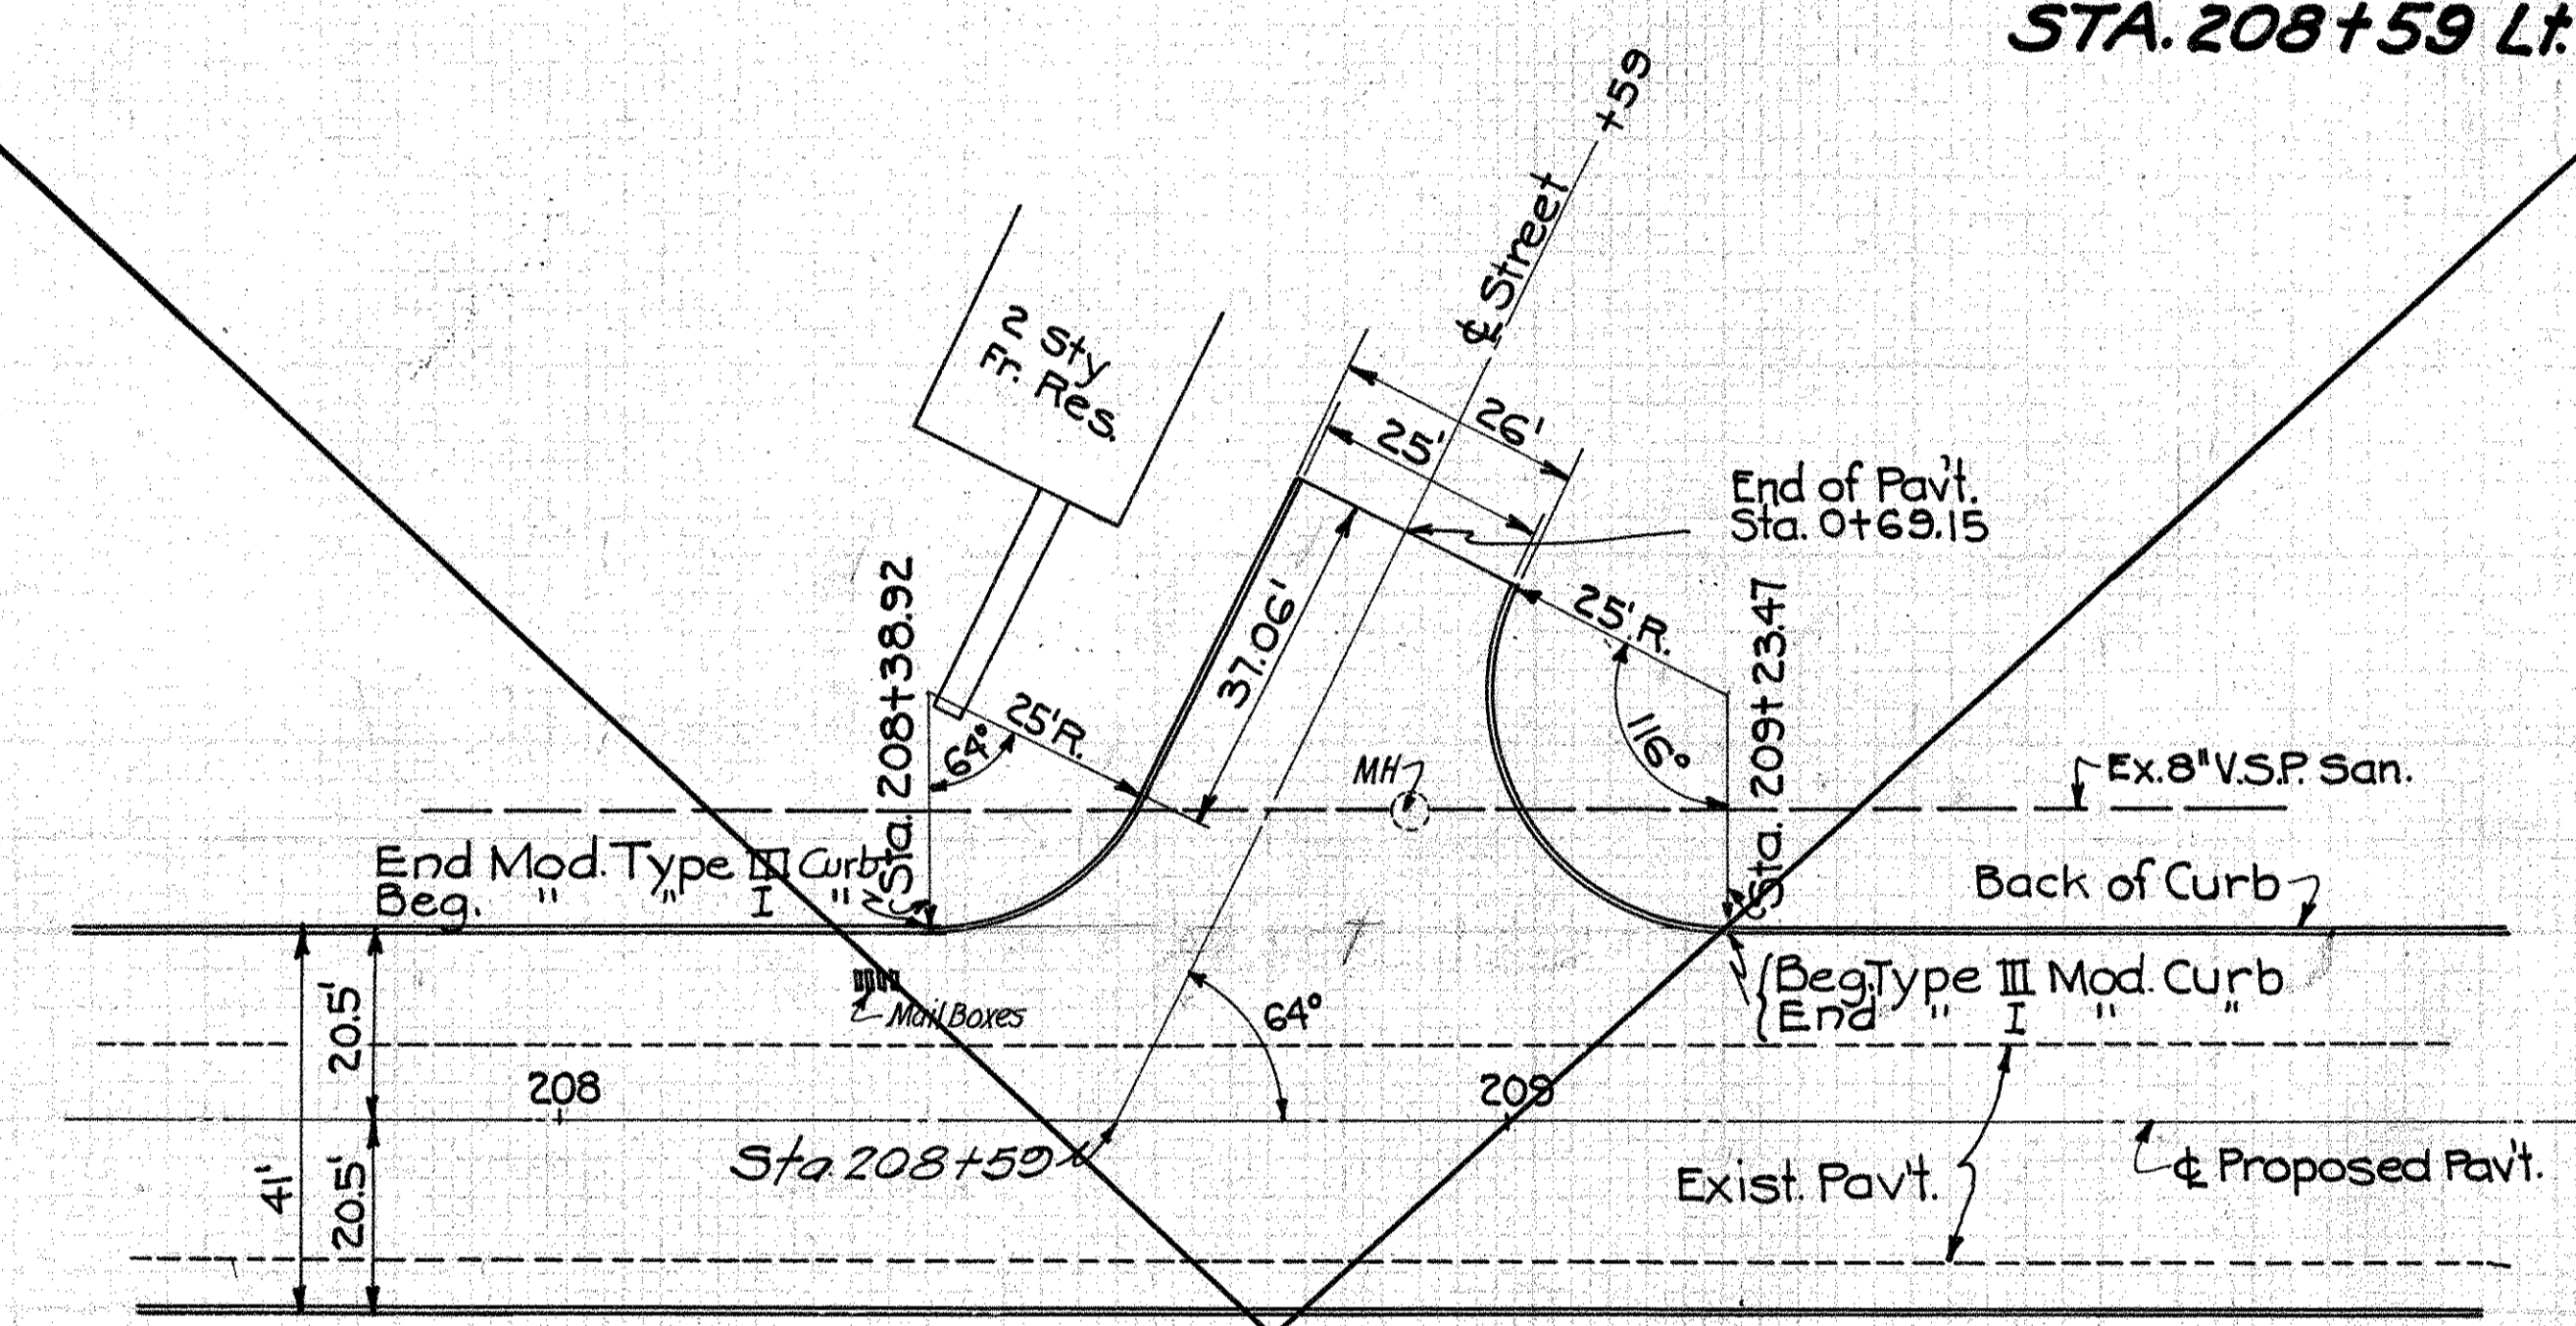 STA. 208+59 Lt.
+59
℄ Street
2 Sty
Fr. Res.
26'
25'
End of Pav't.
Sta. 0+69.15
37.06'
25' R.
116°
Sta. 209+23.47
Sta. 208+38.92
25' R.
64°
MH
Ex. 8" V.S.P. San.
End Mod. Type III Curb
Beg. " " I "
Back of Curb
Mail Boxes
64°
Beg. Type III Mod. Curb
End " I " "
20.5'
208
209
Sta. 208+59
41'
20.5'
Exist. Pav't.
℄ Proposed Pav't.